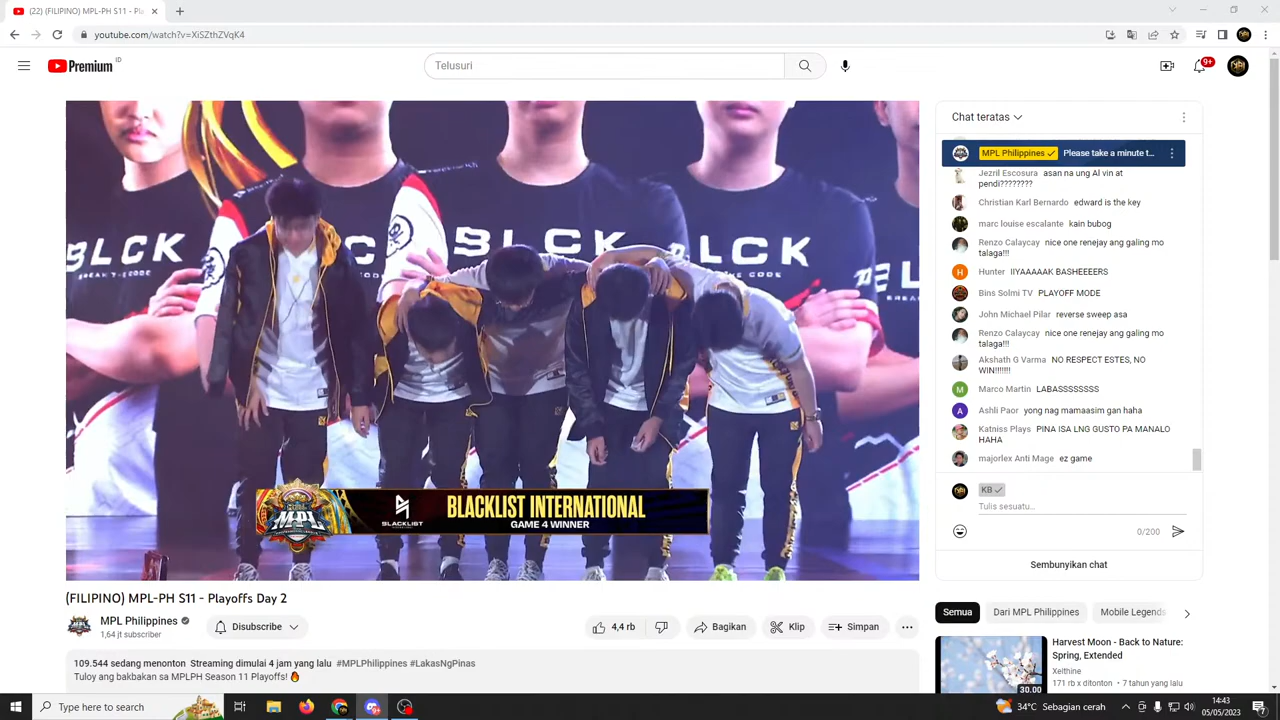 (22) (FILIPINO) MPL-PH S11 - Pla
youtube.com/watch?v=XiSZthZVqK4
Premium ID
Telusuri
9+
BLCK
BLCK
BLCK
BLACKLIST INTERNATIONAL
GAME 4 WINNER
MPL
BLACKLIST
Chat teratas
MPL Philippines Please take a minute t...
Jezril Escosura asan na ung Al vin at
pendi????????
Christian Karl Bernardo edward is the key
marc louise escalante kain bubog
Renzo Calaycay nice one renejay ang galing mo
talaga!!!
Hunter IIYAAAAAK BASHEEEERS
Bins Solmi TV PLAYOFF MODE
John Michael Pilar reverse sweep asa
Renzo Calaycay nice one renejay ang galing mo
talaga!!!
Akshath G Varma NO RESPECT ESTES, NO
WIN!!!!!!!
M Marco Martin LABASSSSSSSS
A Ashli Paor yong nag mamaasim gan haha
Katniss Plays PINA ISA LNG GUSTO PA MANALO
HAHA
majorlex Anti Mage ez game
KB
Tulis sesuatu...
0/200
Sembunyikan chat
(FILIPINO) MPL-PH S11 - Playoffs Day 2
MPL Philippines
1,64 jt subscriber
Disubscribe
4,4 rb
Bagikan
Klip
Simpan
109.544 sedang menonton Streaming dimulai 4 jam yang lalu #MPLPhilippines #LakasNgPinas
Tuloy ang bakbakan sa MPLPH Season 11 Playoffs! 🔥
Semua
Dari MPL Philippines
Mobile Legends
Harvest Moon - Back to Nature:
Spring, Extended
Xelthine
171 rb x ditonton • 7 tahun yang lalu
30.00
Type here to search
34°C Sebagian cerah
14:43
05/05/2023